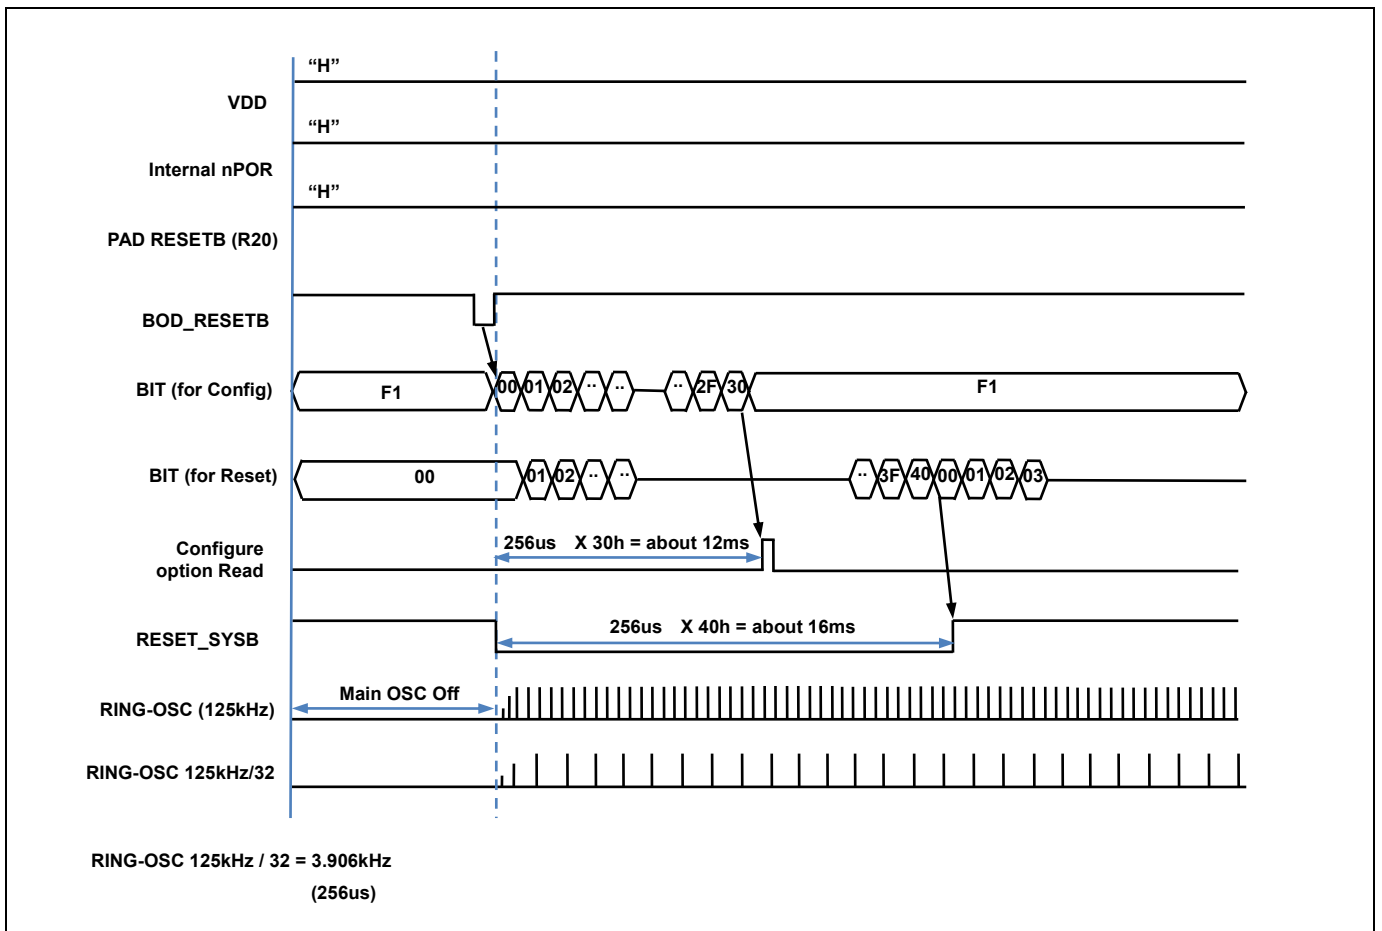 “H”
VDD
“H”
Internal nPOR
“H”
PAD RESETB (R20)
BOD_RESETB
BIT (for Config)
F1
00 01 02 ·· ·· ·· 2F 30
F1
BIT (for Reset)
00
01 02 ·· ·· ·· 3F 40 00 01 02 03
Configure
option Read
256us X 30h = about 12ms
RESET_SYSB
256us X 40h = about 16ms
Main OSC Off
RING-OSC (125kHz)
RING-OSC 125kHz/32
RING-OSC 125kHz / 32 = 3.906kHz
(256us)